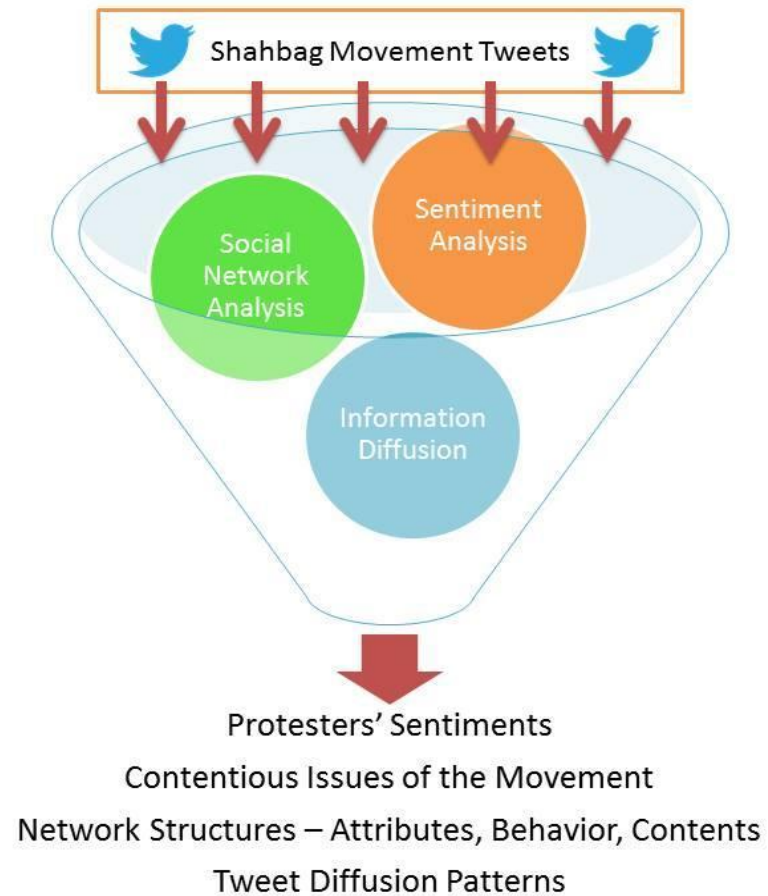 Shahbag Movement Tweets
Sentiment
Analysis
Social
Network
Analysis
Information
Diffusion
Protesters’ Sentiments
Contentious Issues of the Movement
Network Structures – Attributes, Behavior, Contents
Tweet Diffusion Patterns